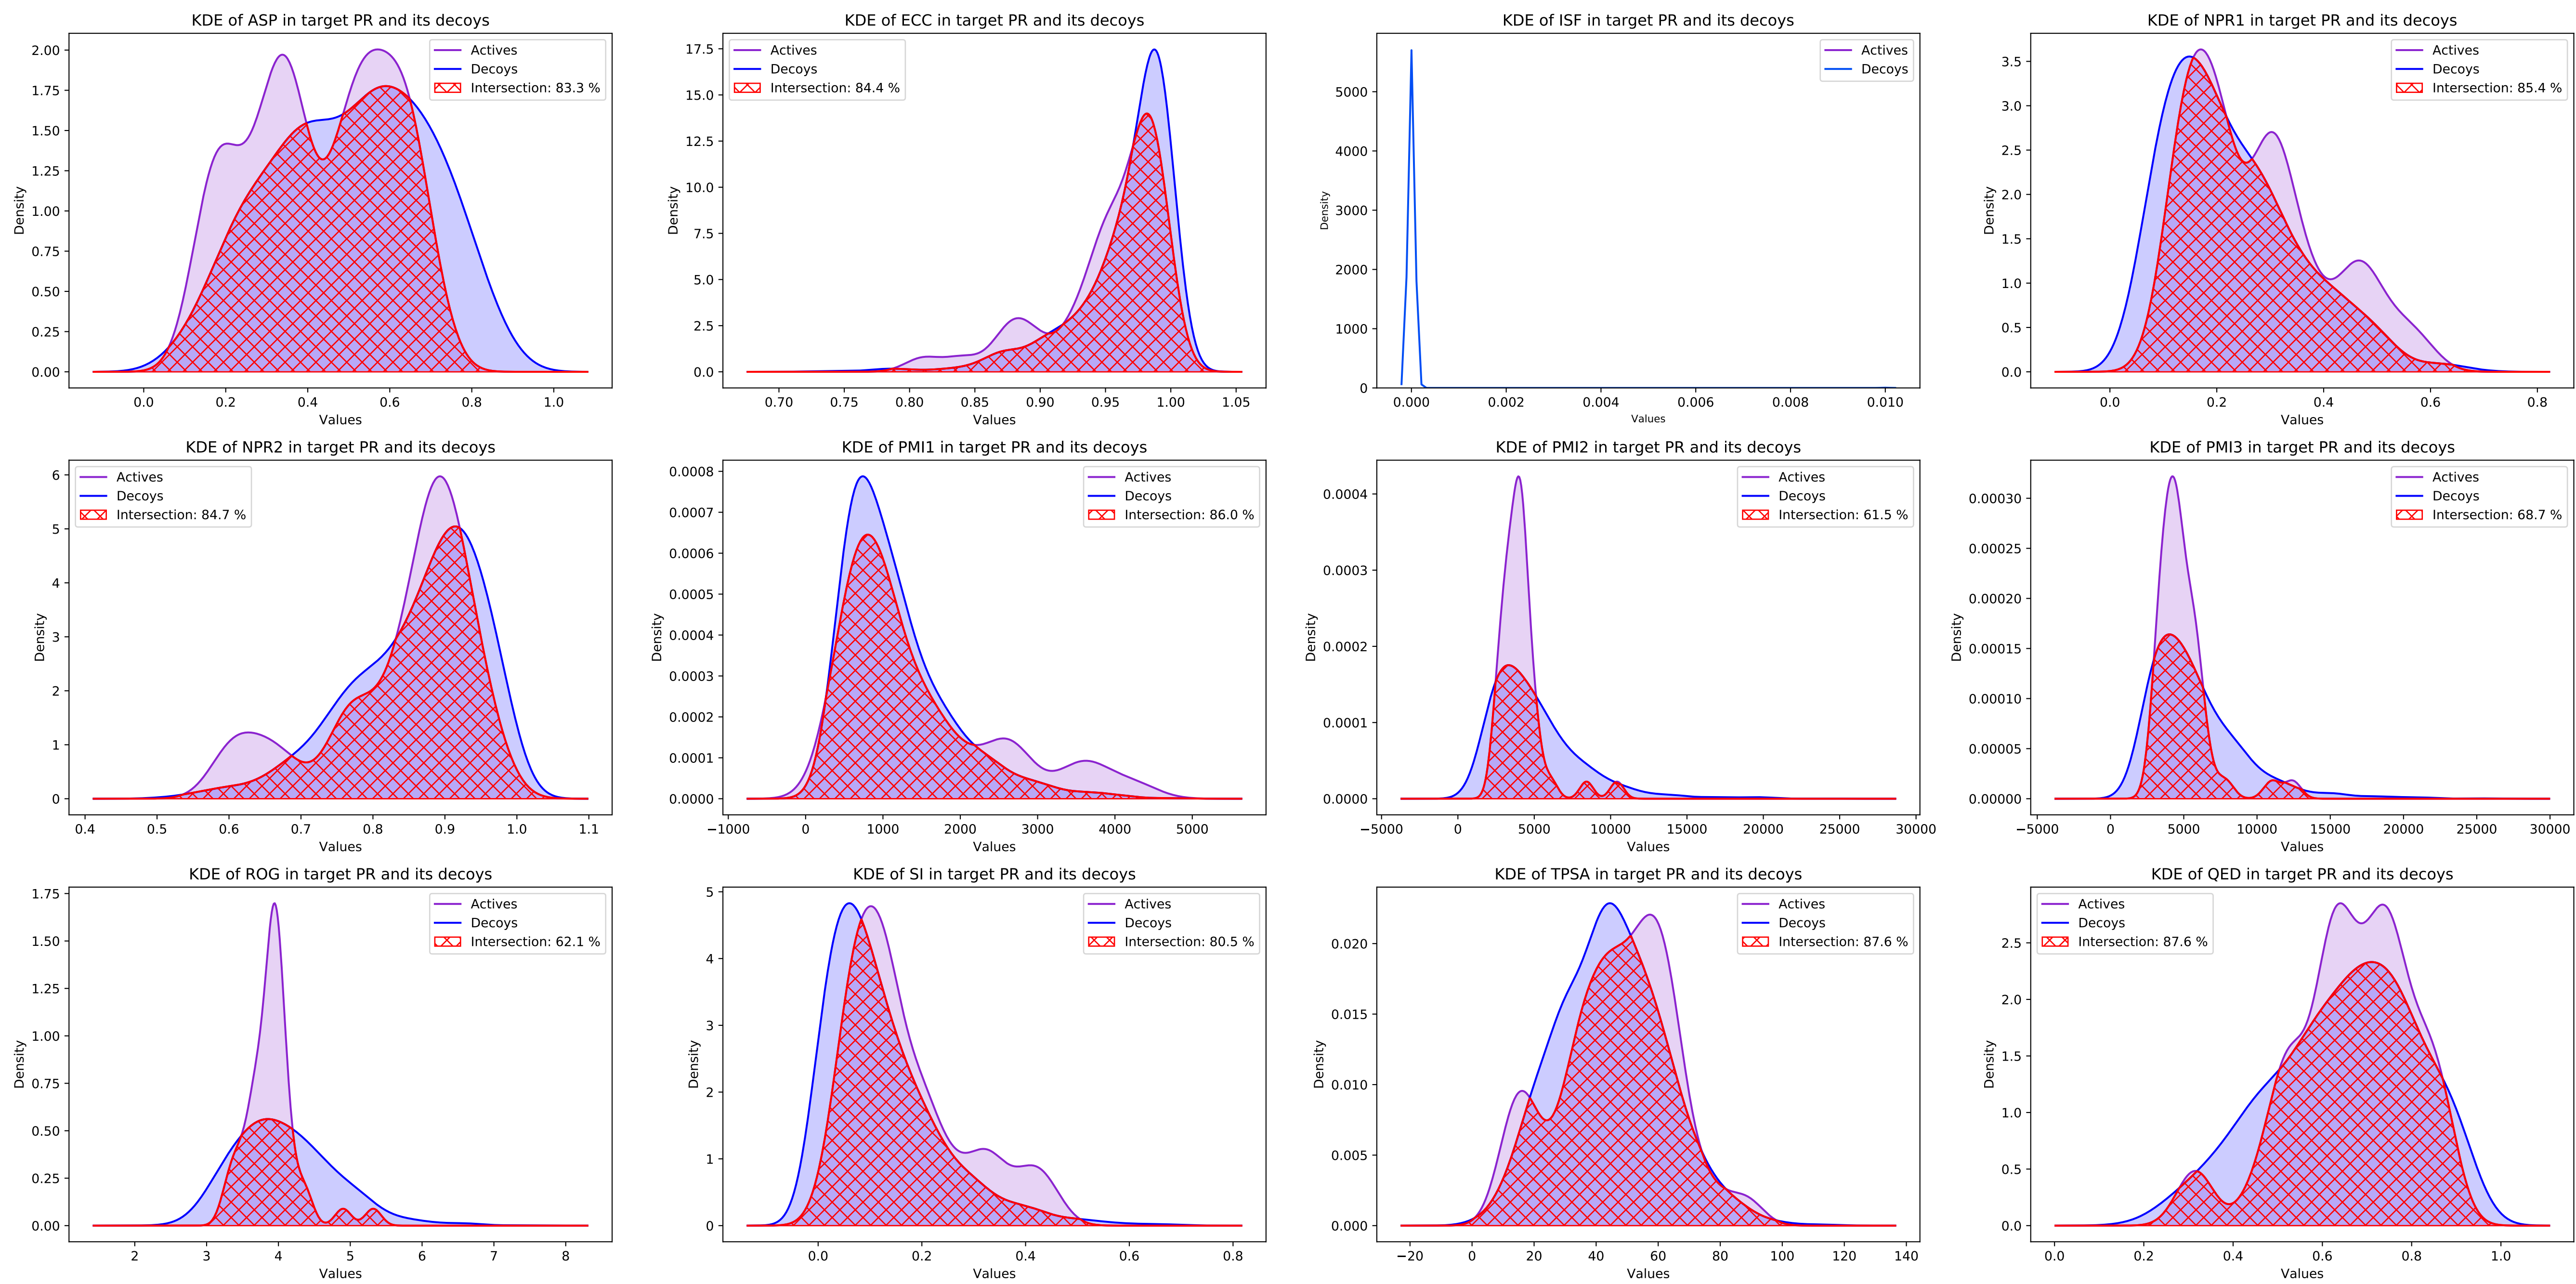 KDE of ASP in target PR and its decoys
Density
2.00
1.75
1.50
1.25
1.00
0.75
0.50
0.25
0.00
Actives
Decoys
Intersection: 83.3 %
0.0 0.2 0.4 0.6 0.8 1.0
Values
KDE of ECC in target PR and its decoys
Density
17.5
15.0
12.5
10.0
7.5
5.0
2.5
0.0
Actives
Decoys
Intersection: 84.4 %
0.70 0.75 0.80 0.85 0.90 0.95 1.00 1.05
Values
KDE of ISF in target PR and its decoys
Density
5000
4000
3000
2000
1000
0
Actives
Decoys
0.000 0.002 0.004 0.006 0.008 0.010
Values
KDE of NPR1 in target PR and its decoys
Density
3.5
3.0
2.5
2.0
1.5
1.0
0.5
0.0
Actives
Decoys
Intersection: 85.4 %
0.0 0.2 0.4 0.6 0.8
Values
KDE of NPR2 in target PR and its decoys
Density
6
5
4
3
2
1
0
Actives
Decoys
Intersection: 84.7 %
0.4 0.5 0.6 0.7 0.8 0.9 1.0 1.1
Values
KDE of PMI1 in target PR and its decoys
Density
0.0008
0.0007
0.0006
0.0005
0.0004
0.0003
0.0002
0.0001
0.0000
Actives
Decoys
Intersection: 86.0 %
−1000 0 1000 2000 3000 4000 5000
Values
KDE of PMI2 in target PR and its decoys
Density
0.0004
0.0003
0.0002
0.0001
0.0000
Actives
Decoys
Intersection: 61.5 %
−5000 0 5000 10000 15000 20000 25000 30000
Values
KDE of PMI3 in target PR and its decoys
Density
0.00030
0.00025
0.00020
0.00015
0.00010
0.00005
0.00000
Actives
Decoys
Intersection: 68.7 %
−5000 0 5000 10000 15000 20000 25000 30000
Values
KDE of ROG in target PR and its decoys
Density
1.75
1.50
1.25
1.00
0.75
0.50
0.25
0.00
Actives
Decoys
Intersection: 62.1 %
2 3 4 5 6 7 8
Values
KDE of SI in target PR and its decoys
Density
5
4
3
2
1
0
Actives
Decoys
Intersection: 80.5 %
0.0 0.2 0.4 0.6 0.8
Values
KDE of TPSA in target PR and its decoys
Density
0.020
0.015
0.010
0.005
0.000
Actives
Decoys
Intersection: 87.6 %
−20 0 20 40 60 80 100 120 140
Values
KDE of QED in target PR and its decoys
Density
2.5
2.0
1.5
1.0
0.5
0.0
Actives
Decoys
Intersection: 87.6 %
0.0 0.2 0.4 0.6 0.8 1.0
Values